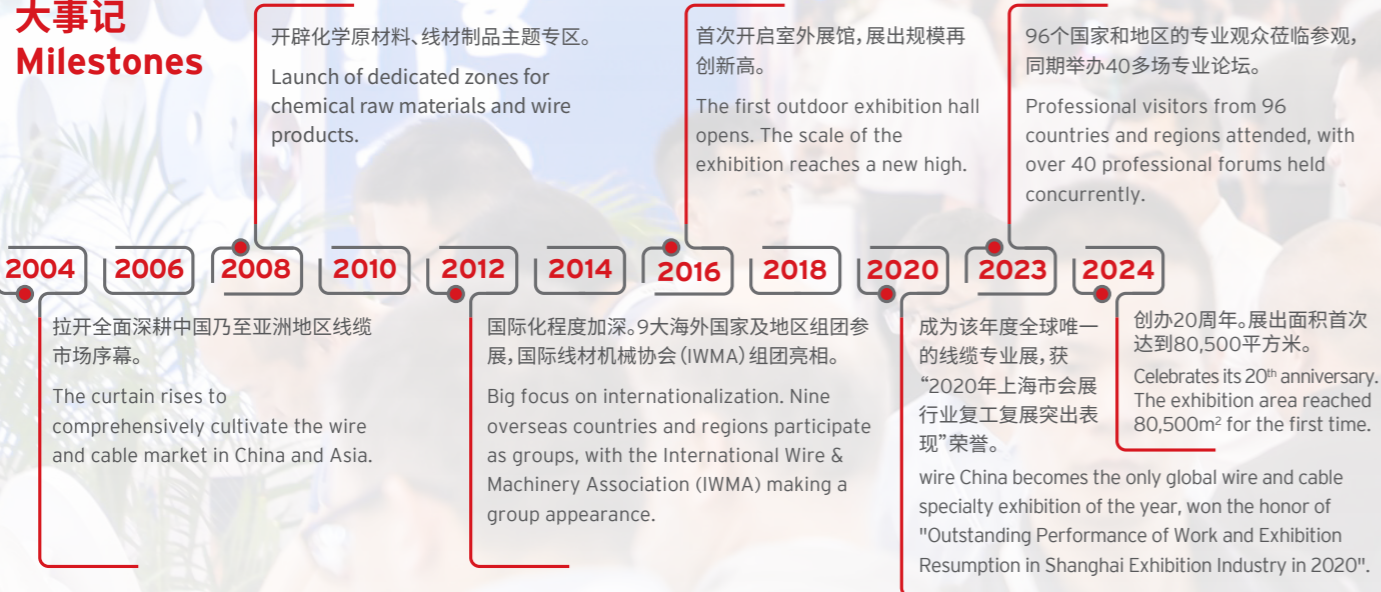 大事记
Milestones
开辟化学原材料、线材制品主题专区。
Launch of dedicated zones for
chemical raw materials and wire
products.
首次开启室外展馆,展出规模再
创新高。
The first outdoor exhibition hall
opens. The scale of the
exhibition reaches a new high.
96个国家和地区的专业观众莅临参观,
同期举办40多场专业论坛。
Professional visitors from 96
countries and regions attended, with
over 40 professional forums held
concurrently.
2004 2006 2008 2010 2012 2014 2016 2018 2020 2023 2024
拉开全面深耕中国乃至亚洲地区线缆
市场序幕。
The curtain rises to
comprehensively cultivate the wire
and cable market in China and Asia.
国际化程度加深。9大海外国家及地区组团参
展,国际线材机械协会(IWMA)组团亮相。
Big focus on internationalization. Nine
overseas countries and regions participate
as groups, with the International Wire &
Machinery Association (IWMA) making a
group appearance.
成为该年度全球唯一
的线缆专业展,获
“2020年上海市会展
行业复工复展突出表
现”荣誉。
wire China becomes the only global wire and cable
specialty exhibition of the year, won the honor of
"Outstanding Performance of Work and Exhibition
Resumption in Shanghai Exhibition Industry in 2020".
创办20周年。展出面积首次
达到80,500平方米。
Celebrates its 20th anniversary.
The exhibition area reached
80,500m² for the first time.